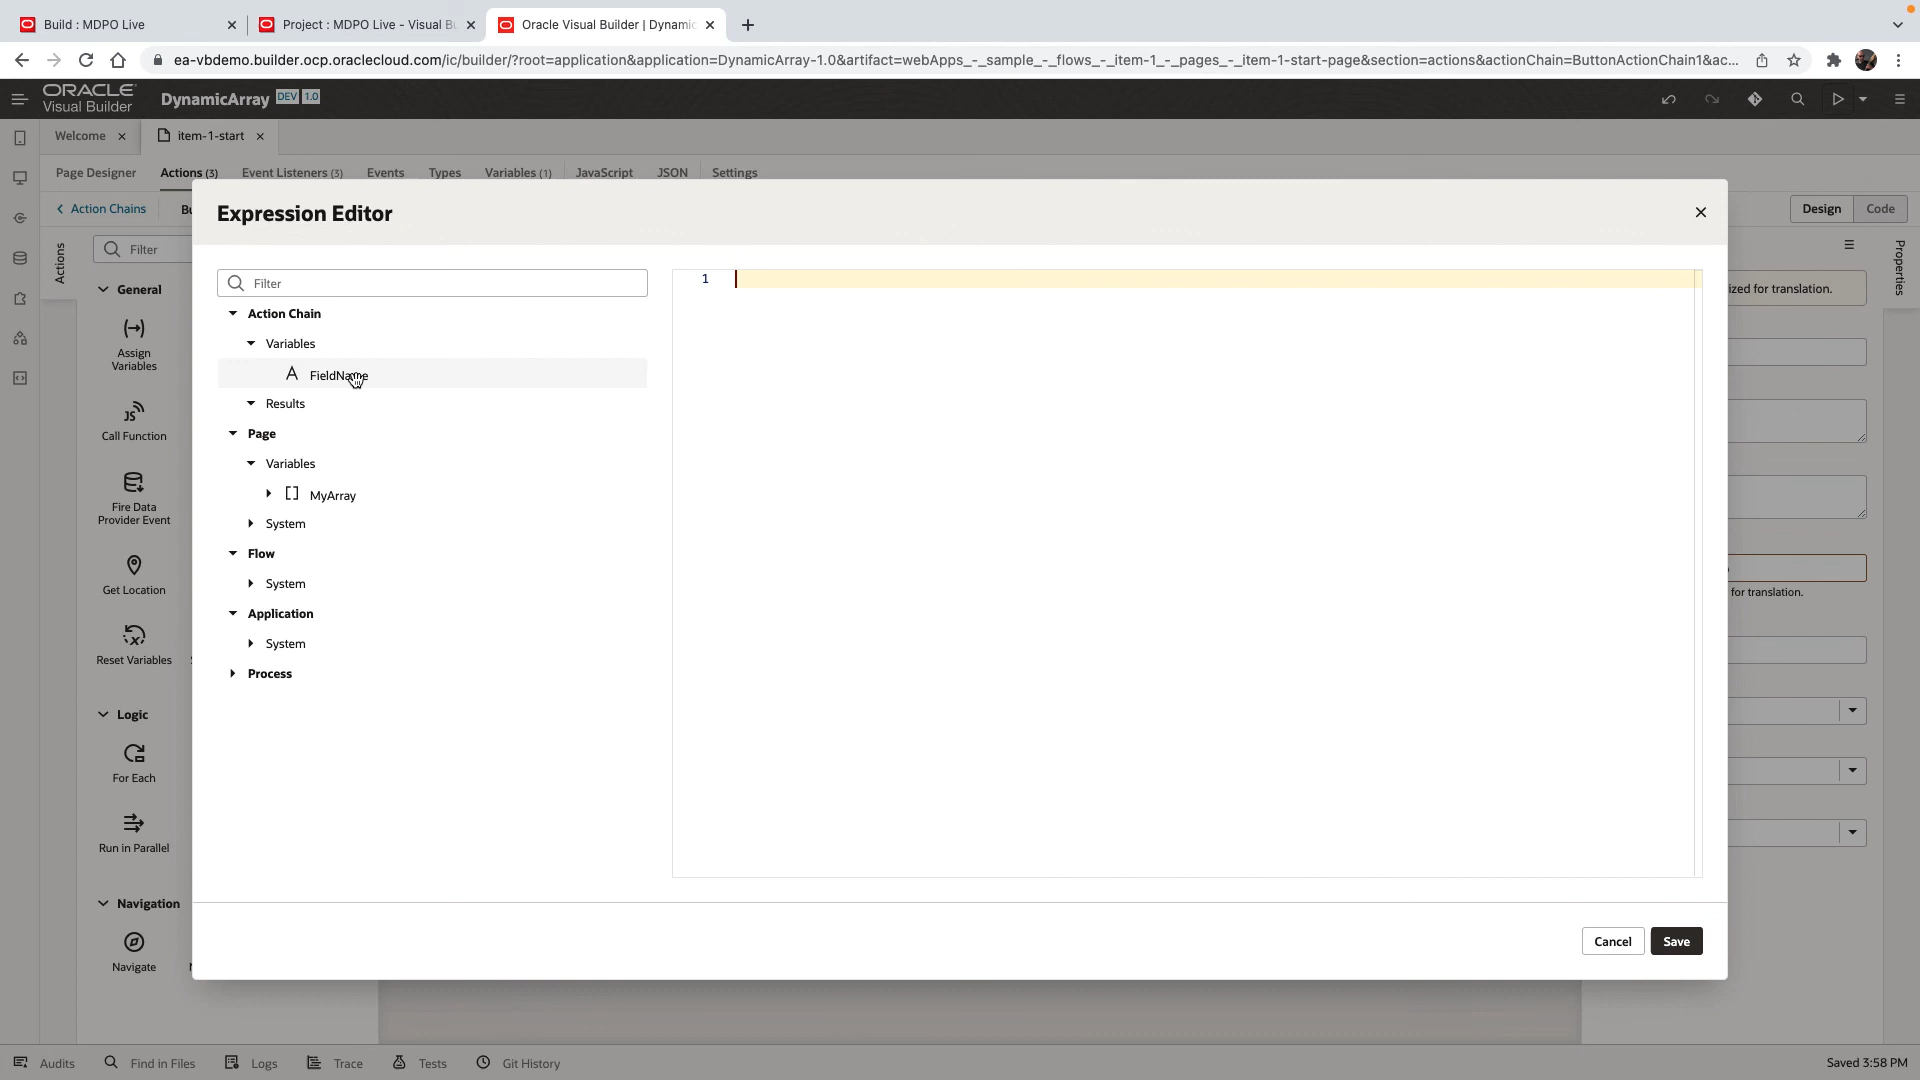 Build : MDPO Live
Project : MDPO Live - Visual Bu
Oracle Visual Builder | Dynamic
ea-vbdemo.builder.ocp.oraclecloud.com/ic/builder/?root=application&application=DynamicArray-1.0&artifact=webApps_-_sample_-_flows_-_item-1_-_pages_-_item-1-start-page&section=actions&actionChain=ButtonActionChain1&ac...
ORACLE
Visual Builder
DynamicArray DEV 1.0
Welcome
item-1-start
Page Designer
Actions (3)
Event Listeners (3)
Events
Types
Variables (1)
JavaScript
JSON
Settings
Action Chains
Bu
Design
Code
Actions
Filter
General
Assign
Variables
Call Function
Fire Data
Provider Event
Get Location
Reset Variables
Logic
For Each
Run in Parallel
Navigation
Navigate
Expression Editor
Filter
Action Chain
Variables
FieldName
Results
Page
Variables
MyArray
System
Flow
System
Application
System
Process
1
Cancel
Save
Properties
ized for translation.
for translation.
Audits
Find in Files
Logs
Trace
Tests
Git History
Saved 3:58 PM